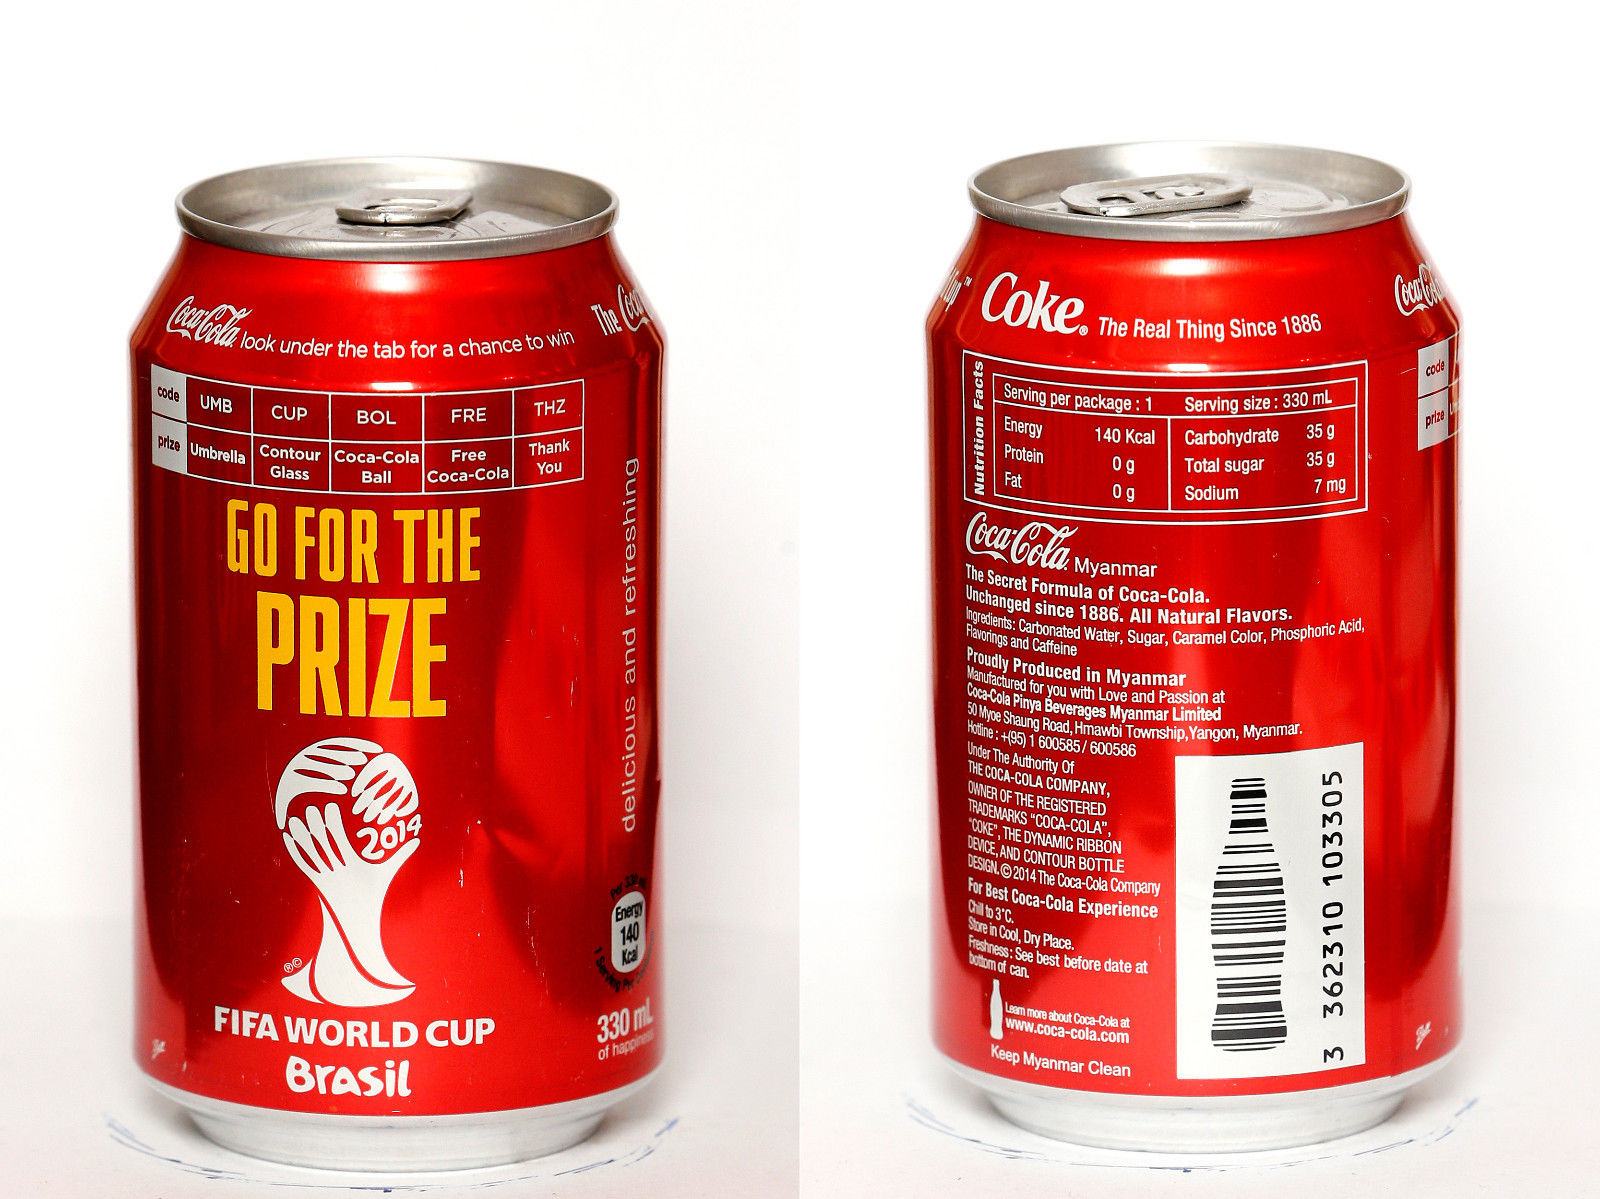 Coca-Cola look under the tab for a chance to win
The Coca
code UMB CUP BOL FRE THZ
prize Umbrella Contour Glass Coca-Cola Ball Free Coca-Cola Thank You
GO FOR THE
PRIZE
2014
®©
FIFA WORLD CUP
Brasil
delicious and refreshing
Energy
140
Kcal
330 mL
of happiness
Coke® The Real Thing Since 1886
Coca-Cola
code
prize
Nutrition Facts
Serving per package : 1 Serving size : 330 mL
Energy 140 Kcal Carbohydrate 35 g
Protein 0 g Total sugar 35 g
Fat 0 g Sodium 7 mg
Coca-Cola Myanmar
The Secret Formula of Coca-Cola.
Unchanged since 1886. All Natural Flavors.
Ingredients: Carbonated Water, Sugar, Caramel Color, Phosphoric Acid,
Flavorings and Caffeine
Proudly Produced in Myanmar
Manufactured for you with Love and Passion at
Coca-Cola Pinya Beverages Myanmar Limited
50 Myoe Shaung Road, Hmawbi Township, Yangon, Myanmar.
Hotline : +(95) 1 600585 / 600586
Under The Authority Of
THE COCA-COLA COMPANY,
OWNER OF THE REGISTERED
TRADEMARKS "COCA-COLA",
"COKE", THE DYNAMIC RIBBON
DEVICE, AND CONTOUR BOTTLE
DESIGN. © 2014 The Coca-Cola Company
For Best Coca-Cola Experience
Chill to 3°C.
Store in Cool, Dry Place.
Freshness: See best before date at
bottom of can.
Learn more about Coca-Cola at
www.coca-cola.com
Keep Myanmar Clean
3 362310 103305